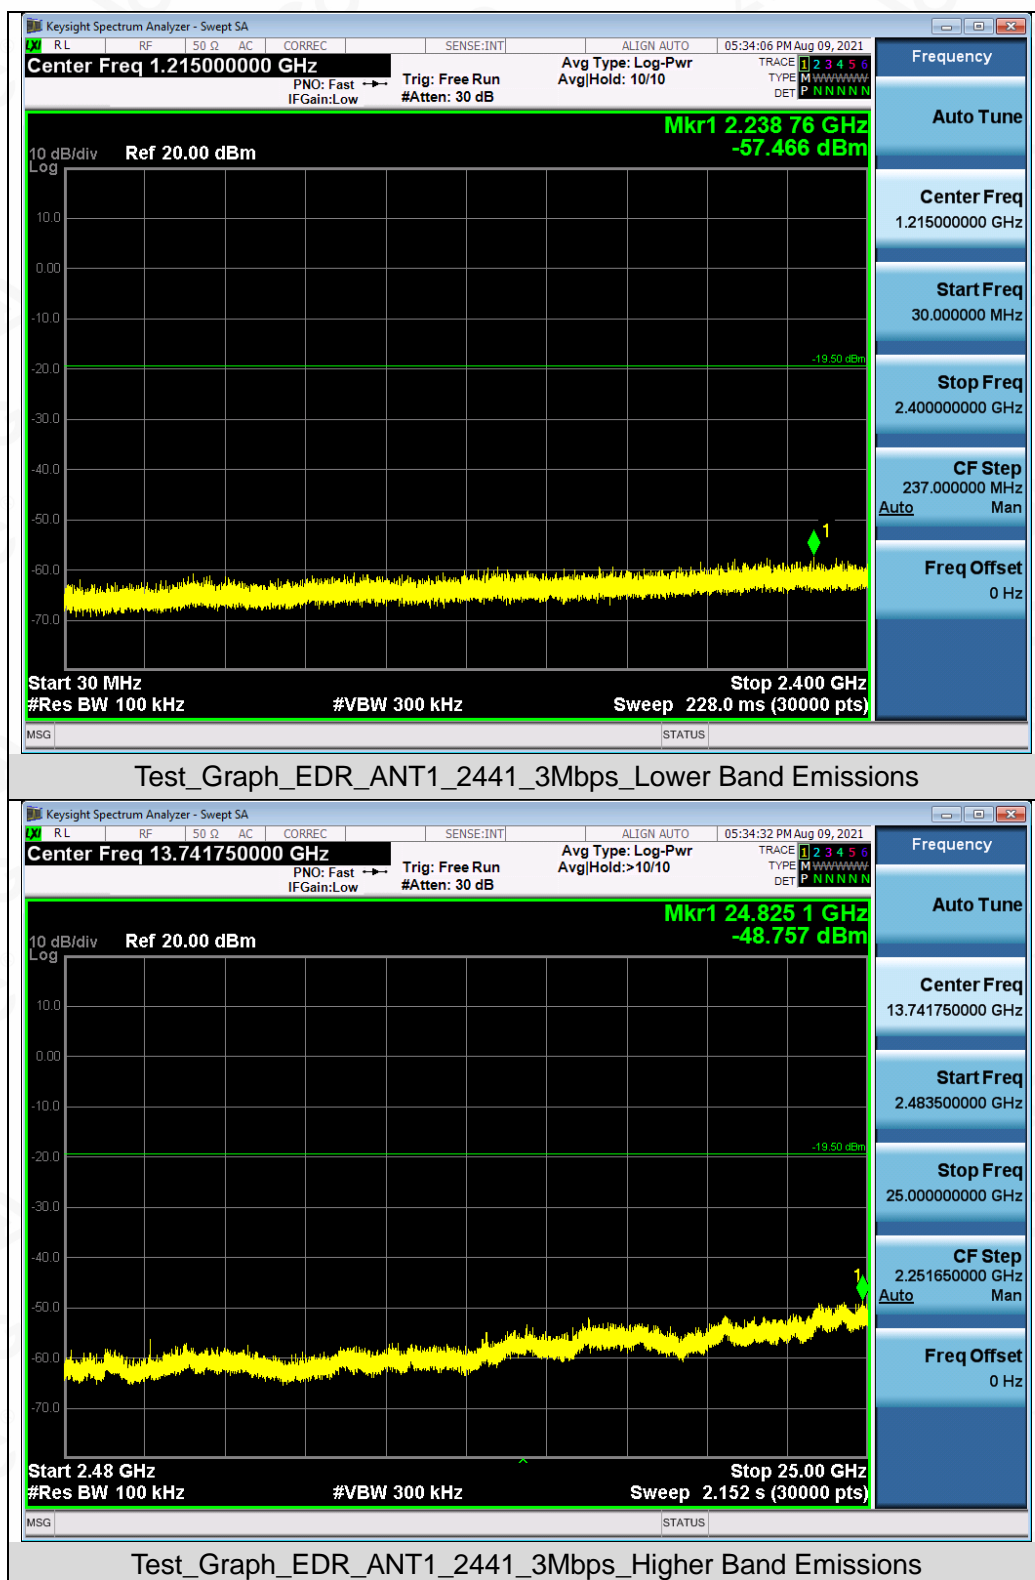 Keysight Spectrum Analyzer - Swept SA
LXI RL RF 50 Ω AC CORREC SENSE:INT ALIGN AUTO 05:34:06 PM Aug 09, 2021
Center Freq 1.215000000 GHz
PNO: Fast
IFGain:Low
Trig: Free Run
#Atten: 30 dB
Avg Type: Log-Pwr
Avg|Hold: 10/10
TRACE 1 2 3 4 5 6
TYPE M WWWWW
DET P N N N N N
Frequency
Mkr1 2.238 76 GHz
-57.466 dBm
10 dB/div Ref 20.00 dBm
Log
10.0
0.00
-10.0
-19.50 dBm
-20.0
-30.0
-40.0
-50.0
1
-60.0
-70.0
Start 30 MHz Stop 2.400 GHz
#Res BW 100 kHz #VBW 300 kHz Sweep 228.0 ms (30000 pts)
MSG STATUS
Auto Tune
Center Freq
1.215000000 GHz
Start Freq
30.000000 MHz
Stop Freq
2.400000000 GHz
CF Step
237.000000 MHz
Auto Man
Freq Offset
0 Hz
Test_Graph_EDR_ANT1_2441_3Mbps_Lower Band Emissions
Keysight Spectrum Analyzer - Swept SA
LXI RL RF 50 Ω AC CORREC SENSE:INT ALIGN AUTO 05:34:32 PM Aug 09, 2021
Center Freq 13.741750000 GHz
PNO: Fast
IFGain:Low
Trig: Free Run
#Atten: 30 dB
Avg Type: Log-Pwr
Avg|Hold:>10/10
TRACE 1 2 3 4 5 6
TYPE M WWWWW
DET P N N N N N
Frequency
Mkr1 24.825 1 GHz
-48.757 dBm
10 dB/div Ref 20.00 dBm
Log
10.0
0.00
-10.0
-19.50 dBm
-20.0
-30.0
-40.0
1
-50.0
-60.0
-70.0
Start 2.48 GHz Stop 25.00 GHz
#Res BW 100 kHz #VBW 300 kHz Sweep 2.152 s (30000 pts)
MSG STATUS
Auto Tune
Center Freq
13.741750000 GHz
Start Freq
2.483500000 GHz
Stop Freq
25.000000000 GHz
CF Step
2.251650000 GHz
Auto Man
Freq Offset
0 Hz
Test_Graph_EDR_ANT1_2441_3Mbps_Higher Band Emissions